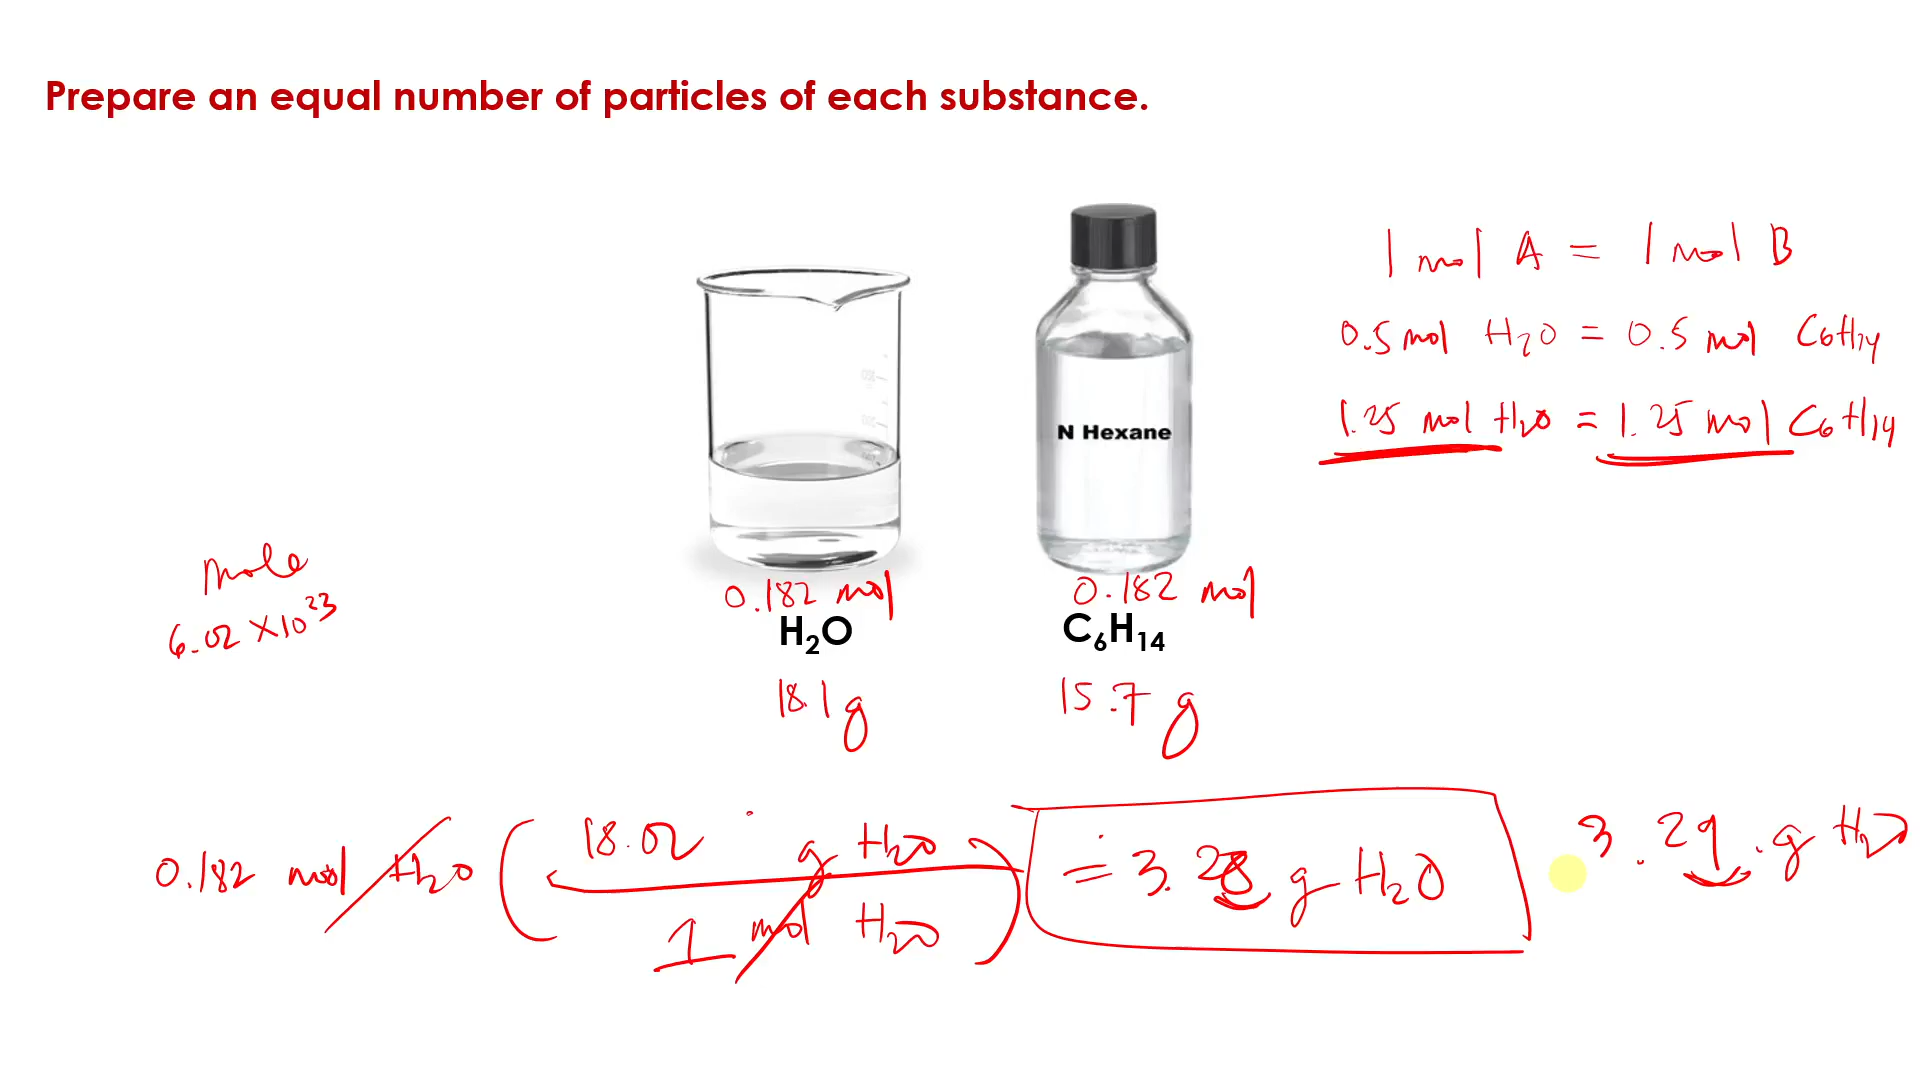 Prepare an equal number of particles of each substance.
1 mol A = 1 mol B
0.5 mol H2O = 0.5 mol C6H14
1.25 mol H2O = 1.25 mol C6H14
N Hexane
mole
6.02 X 10^23
0.182 mol
0.182 mol
H₂O
C₆H₁₄
18.1 g
15.7 g
0.182 mol H2O ( 18.02 g H2O / 1 mol H2O ) = 3.28 g H2O
3.29 g H2O